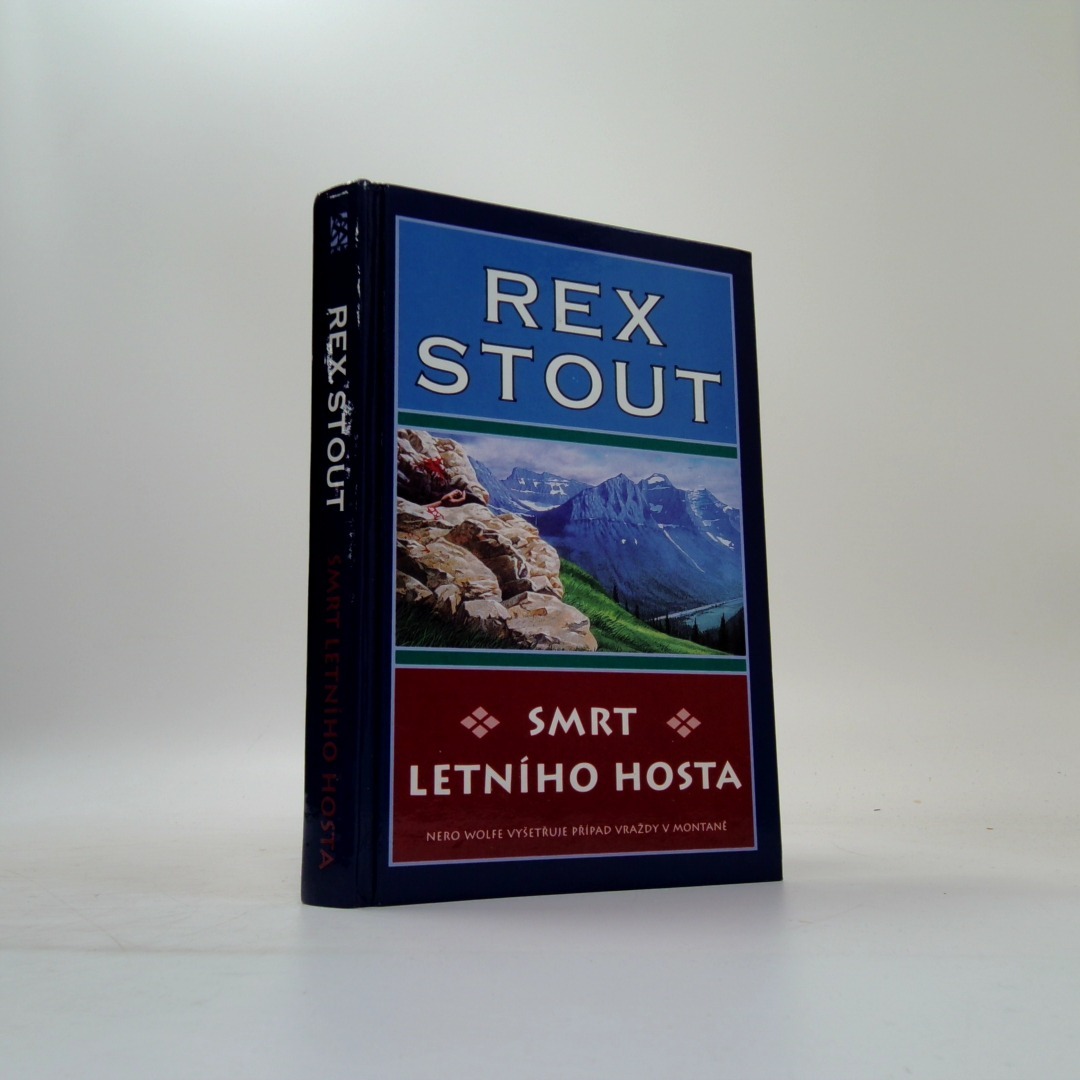 REX
STOUT
SMRT
LETNÍHO HOSTA
NERO WOLFE VYŠETŘUJE PŘÍPAD VRAŽDY V MONTANĚ
REX STOUT
SMRT LETNÍHO HOSTA